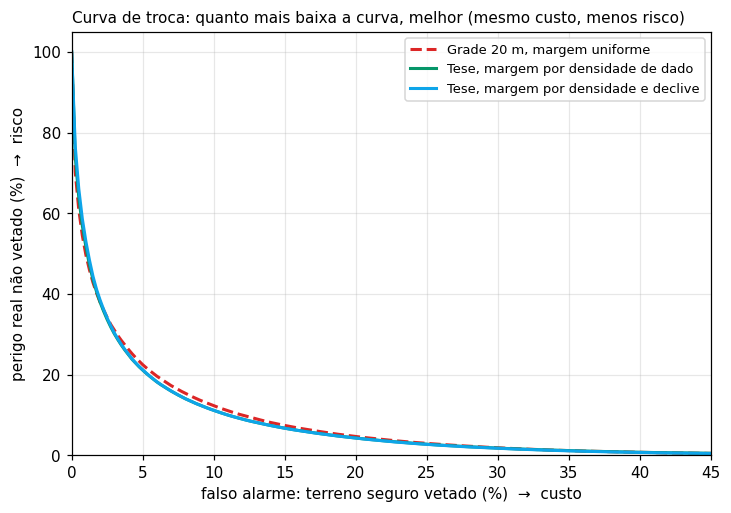 Curva de troca: quanto mais baixa a curva, melhor (mesmo custo, menos risco)
perigo real não vetado (%) → risco
100
80
60
40
20
0
Grade 20 m, margem uniforme
Tese, margem por densidade de dado
Tese, margem por densidade e declive
0 5 10 15 20 25 30 35 40 45
falso alarme: terreno seguro vetado (%) → custo